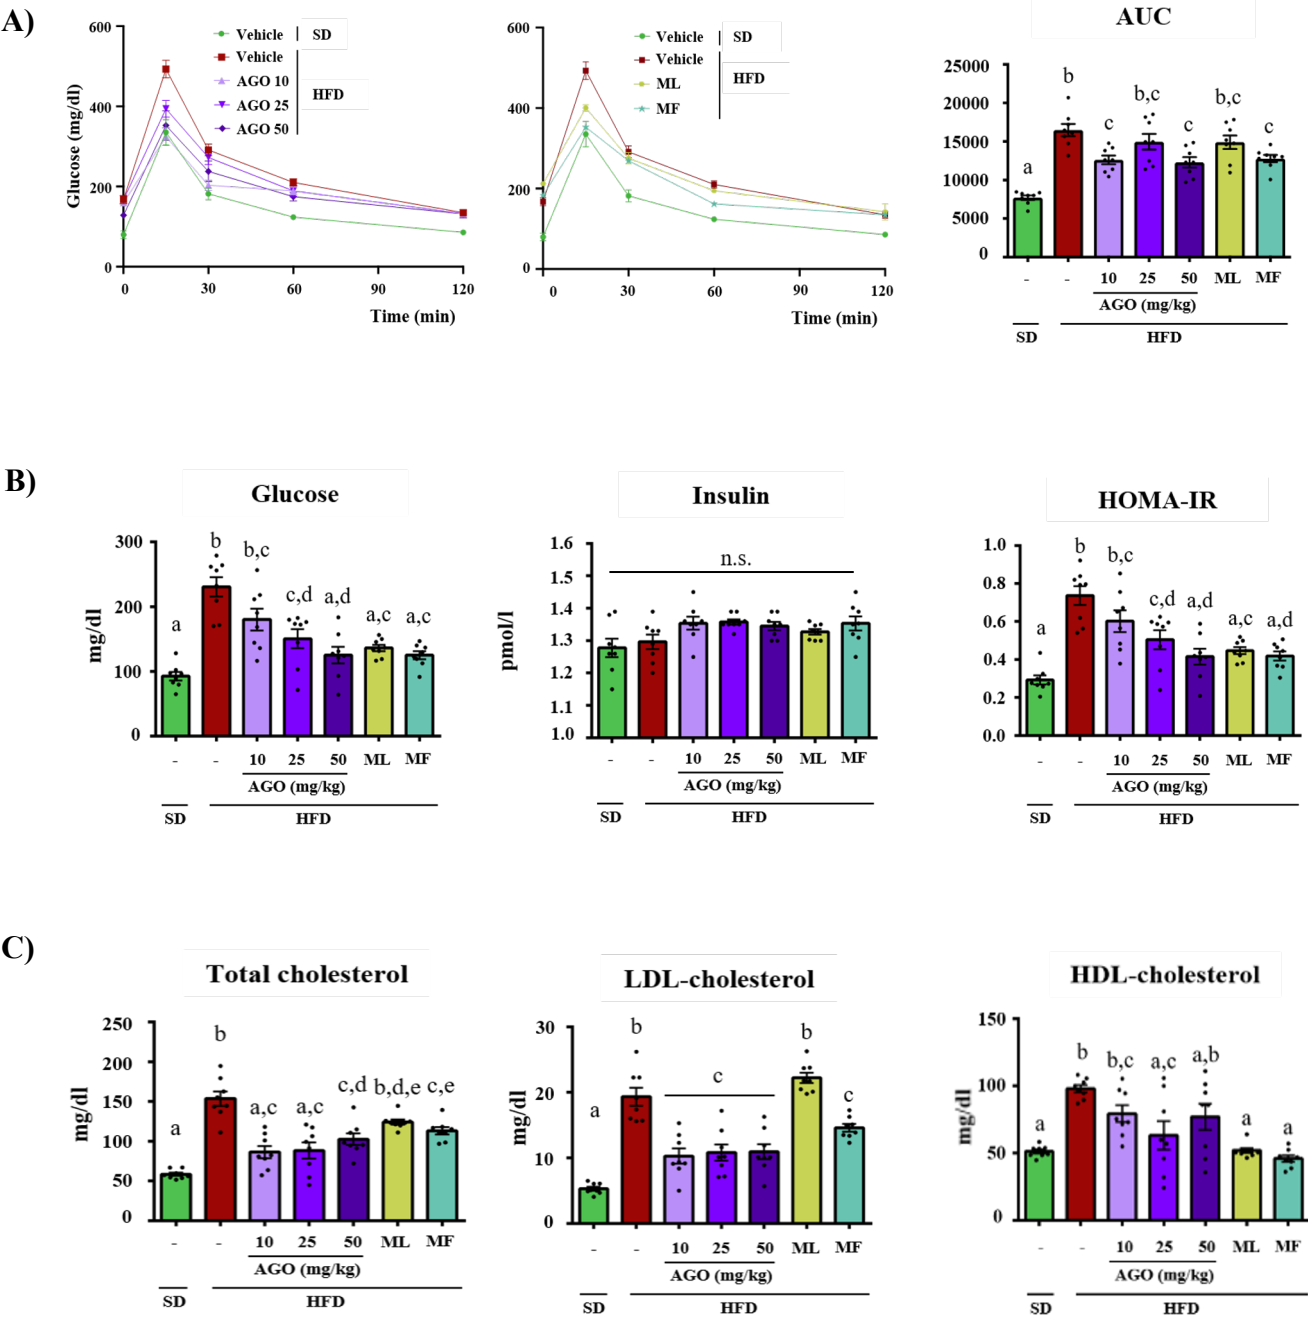 A)
600
400
200
0
Glucose (mg/dl)
Vehicle SD
Vehicle
AGO 10
AGO 25
AGO 50
HFD
0 30 60 90 120
Time (min)
600
400
200
0
Vehicle SD
Vehicle
ML
MF
HFD
0 30 60 90 120
Time (min)
AUC
25000
20000
15000
10000
5000
0
a b c b,c c b,c c
- - 10 25 50 ML MF
AGO (mg/kg)
SD HFD
B)
Glucose
300
200
100
0
mg/dl
a b b,c c,d a,d a,c a,c
- - 10 25 50 ML MF
AGO (mg/kg)
SD HFD
Insulin
1.6
1.5
1.4
1.3
1.2
1.1
1.0
pmol/l
n.s.
- - 10 25 50 ML MF
AGO (mg/kg)
SD HFD
HOMA-IR
1.0
0.8
0.6
0.4
0.2
0.0
a b b,c c,d a,d a,c a,d
- - 10 25 50 ML MF
AGO (mg/kg)
SD HFD
C)
Total cholesterol
250
200
150
100
50
0
mg/dl
a b a,c a,c c,d b,d,e c,e
- - 10 25 50 ML MF
AGO (mg/kg)
SD HFD
LDL-cholesterol
30
20
10
0
mg/dl
a b c b c
- - 10 25 50 ML MF
AGO (mg/kg)
SD HFD
HDL-cholesterol
150
100
50
0
mg/dl
a b b,c a,c a,b a a
- - 10 25 50 ML MF
AGO (mg/kg)
SD HFD